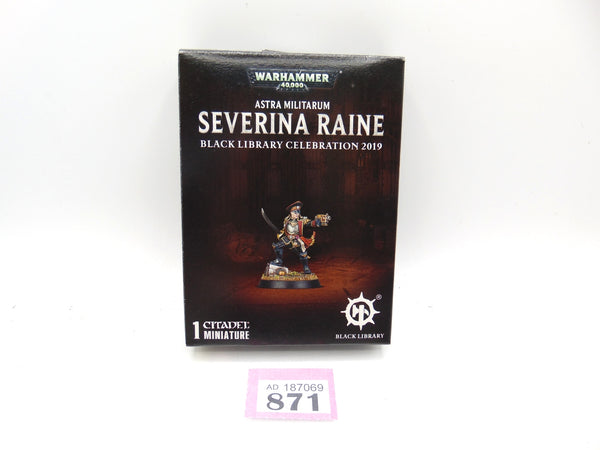 WARHAMMER
40,000
ASTRA MILITARUM
SEVERINA RAINE
BLACK LIBRARY CELEBRATION 2019
1 CITADEL
MINIATURE
®
BLACK LIBRARY
AD 187069
871